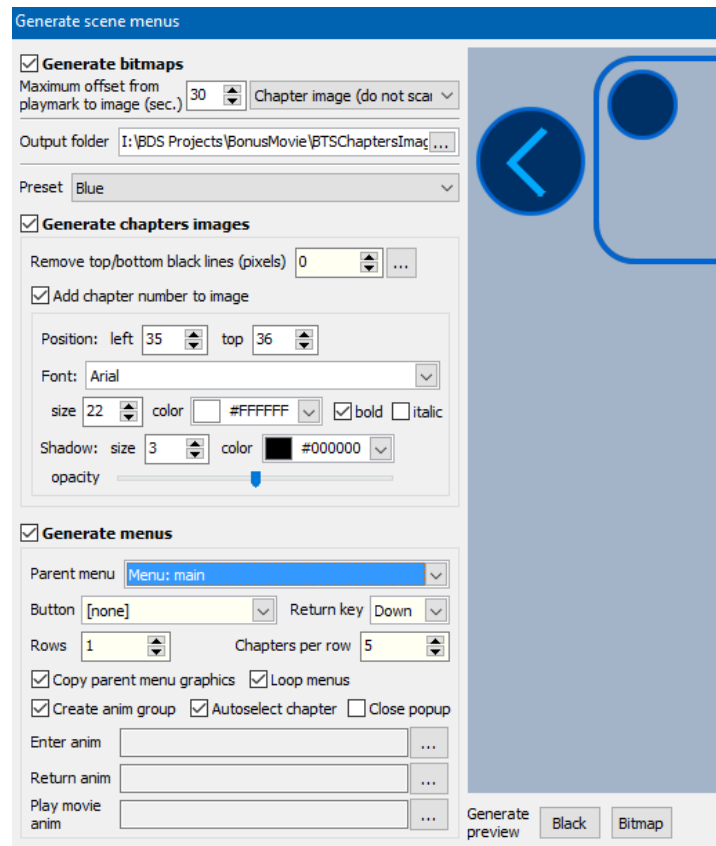 Generate scene menus
Generate bitmaps
Maximum offset from
playmark to image (sec.) 30 Chapter image (do not scal
Output folder I:\BDS Projects\BonusMovie\BTSChaptersImag ...
Preset Blue
Generate chapters images
Remove top/bottom black lines (pixels) 0 ...
Add chapter number to image
Position: left 35 top 36
Font: Arial
size 22 color #FFFFFF bold italic
Shadow: size 3 color #000000
opacity
Generate menus
Parent menu Menu: main
Button [none] Return key Down
Rows 1 Chapters per row 5
Copy parent menu graphics Loop menus
Create anim group Autoselect chapter Close popup
Enter anim ...
Return anim ...
Play movie
anim ...
Generate
preview Black Bitmap